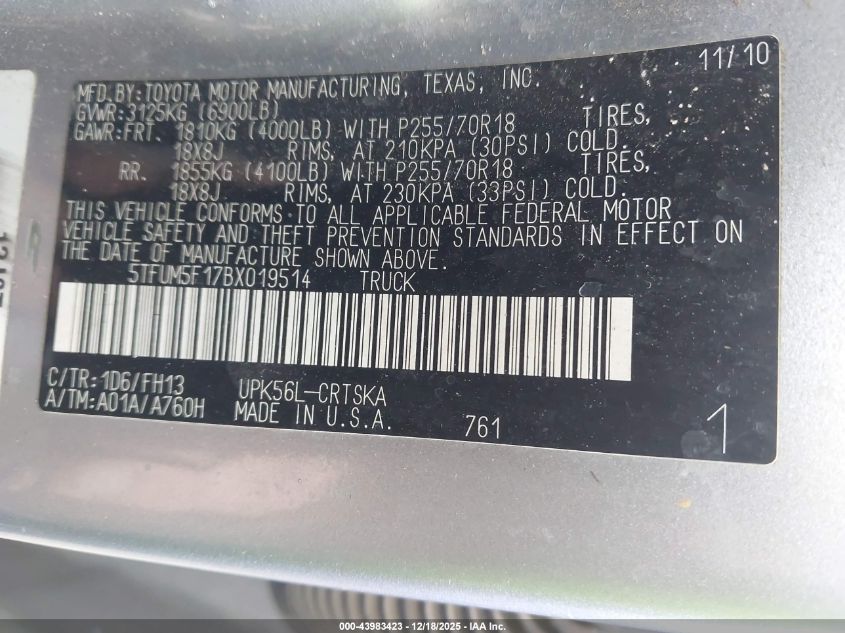 11/10
MFD. BY: TOYOTA MOTOR MANUFACTURING, TEXAS, INC.
GVWR: 3125KG (6900LB)
GAWR: FRT. 1810KG (4000LB) WITH P255/70R18 TIRES,
18X8J RIMS, AT 210KPA (30PSI) COLD.
RR. 1855KG (4100LB) WITH P255/70R18 TIRES,
18X8J RIMS, AT 230KPA (33PSI) COLD.
THIS VEHICLE CONFORMS TO ALL APPLICABLE FEDERAL MOTOR
VEHICLE SAFETY AND THEFT PREVENTION STANDARDS IN EFFECT ON
THE DATE OF MANUFACTURE SHOWN ABOVE.
5TFUM5F17BX019514 TRUCK
C/TR: 1D6/FH13 UPK56L-CRTSKA
A/TM: A01A/A760H MADE IN U.S.A. 761 1
000-43983423 - 12/18/2025 - IAA Inc.